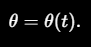 θ = θ(t).